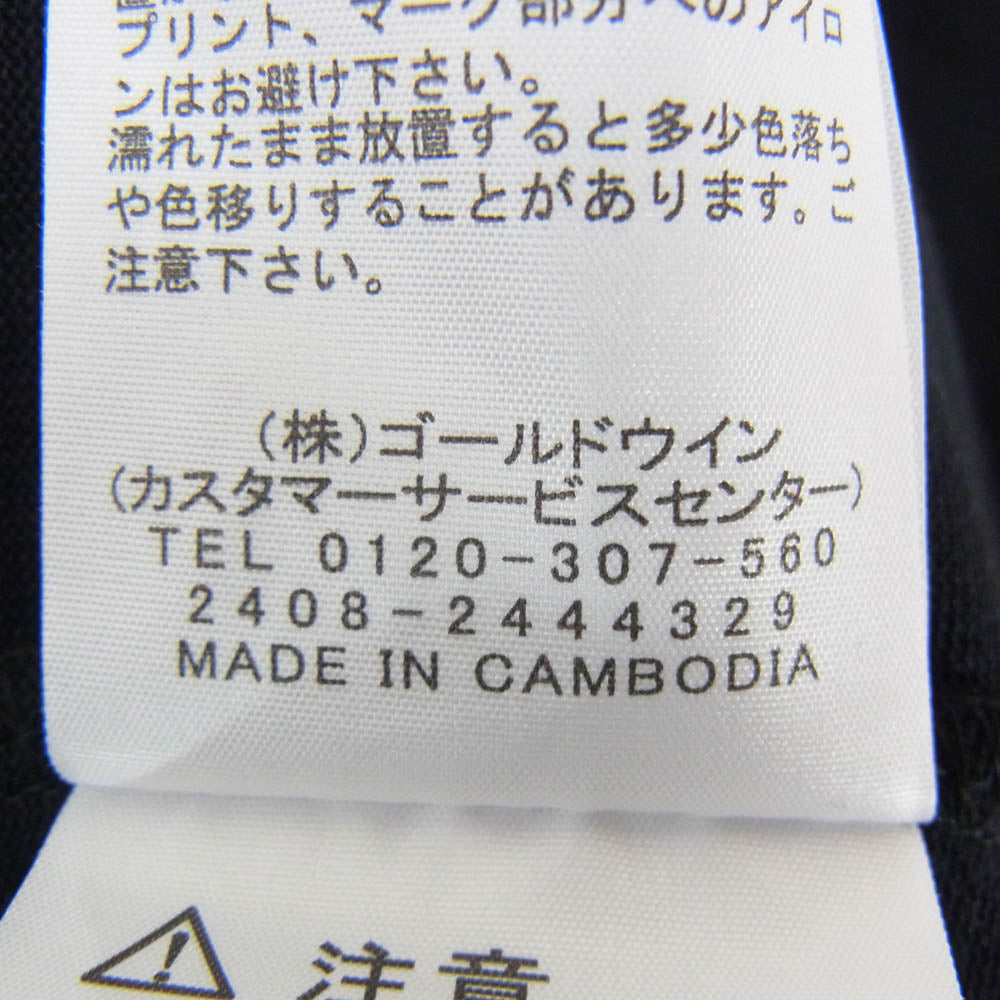 プリント、マーク部分へのアイロ
ンはお避け下さい。
濡れたまま放置すると多少色落ち
や色移りすることがあります。ご
注意下さい。
(株)ゴールドウイン
(カスタマーサービスセンター)
TEL 0120-307-560
2408-2444329
MADE IN CAMBODIA
注意